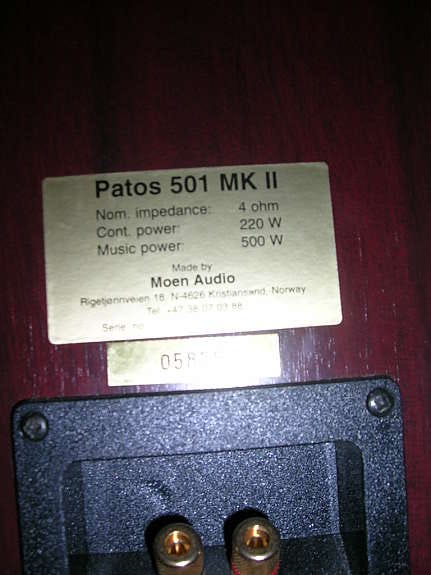 Patos 501 MK II
Nom. impedance: 4 ohm
Cont. power: 220 W
Music power: 500 W
Made by
Moen Audio
Rigetjønnveien 18, N-4626 Kristiansand, Norway
Tel. +47 38 07 03 88
Serie no